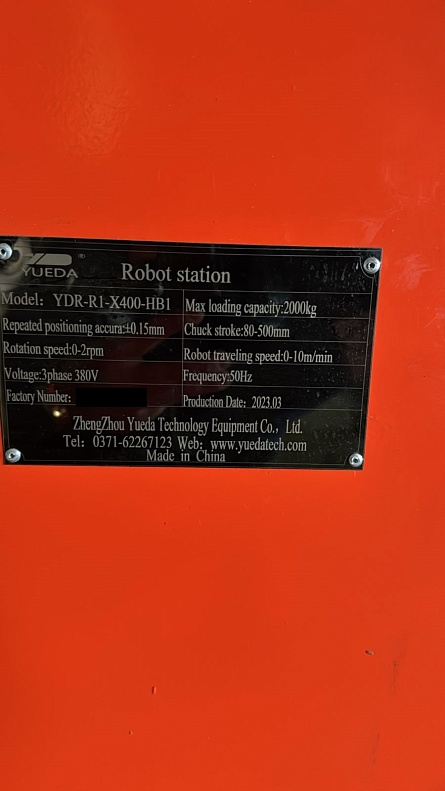 YUEDA ®
Robot station
Model: YDR-R1-X400-HB1 Max loading capacity:2000kg
Repeated positioning accura:±0.15mm Chuck stroke:80-500mm
Rotation speed:0-2rpm Robot traveling speed:0-10m/min
Voltage:3phase 380V Frequency:50Hz
Factory Number: Production Date: 2023.03
ZhengZhou Yueda Technology Equipment Co., Ltd.
Tel: 0371-62267123 Web: www.yuedatech.com
Made in China